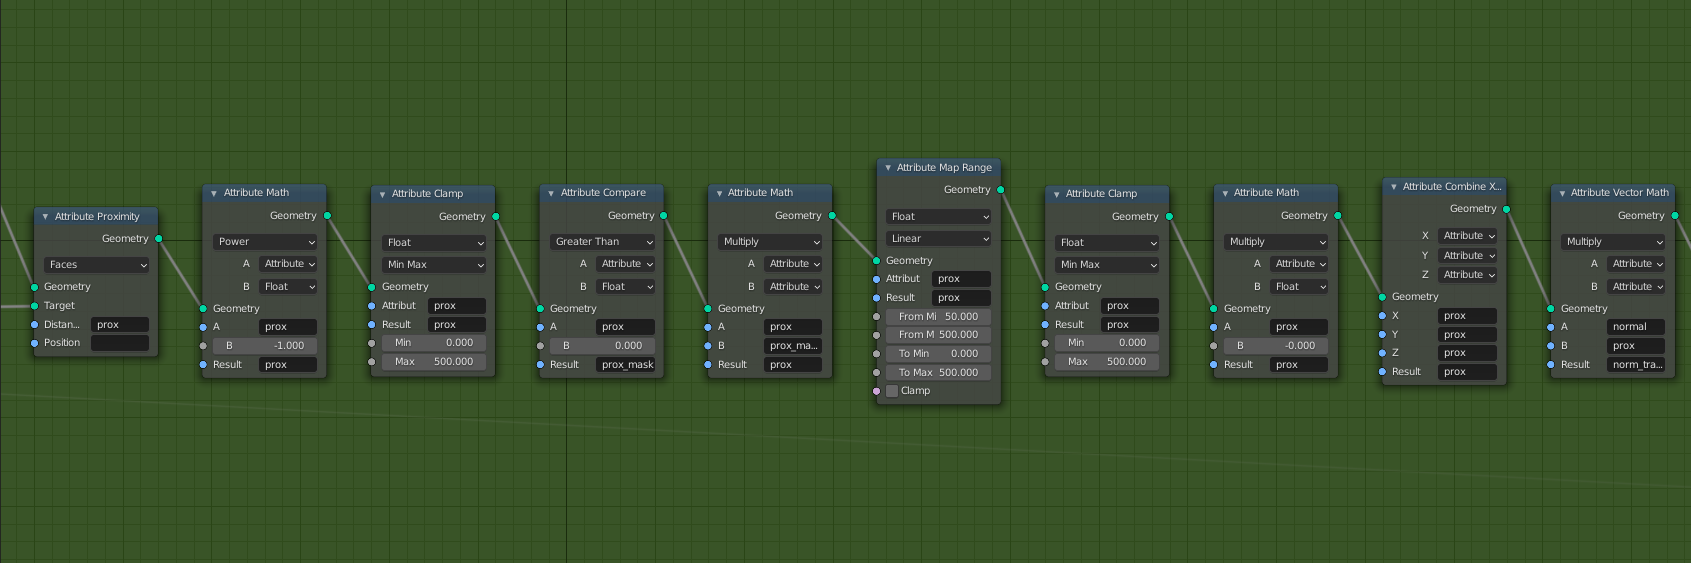 Attribute Proximity
Geometry
Faces
Geometry
Target
Distan... prox
Position
Attribute Math
Geometry
Power
A Attribute
B Float
Geometry
A prox
B -1.000
Result prox
Attribute Clamp
Geometry
Float
Min Max
Geometry
Attribut prox
Result prox
Min 0.000
Max 500.000
Attribute Compare
Geometry
Greater Than
A Attribute
B Float
Geometry
A prox
B 0.000
Result prox_mask
Attribute Math
Geometry
Multiply
A Attribute
B Attribute
Geometry
A prox
B prox_ma...
Result prox
Attribute Map Range
Geometry
Float
Linear
Geometry
Attribut prox
Result prox
From Mi 50.000
From M 500.000
To Min 0.000
To Max 500.000
Clamp
Attribute Clamp
Geometry
Float
Min Max
Geometry
Attribut prox
Result prox
Min 0.000
Max 500.000
Attribute Math
Geometry
Multiply
A Attribute
B Float
Geometry
A prox
B -0.000
Result prox
Attribute Combine X...
Geometry
X Attribute
Y Attribute
Z Attribute
Geometry
X prox
Y prox
Z prox
Result prox
Attribute Vector Math
Geometry
Multiply
A Attribute
B Attribute
Geometry
A normal
B prox
Result norm_tra...